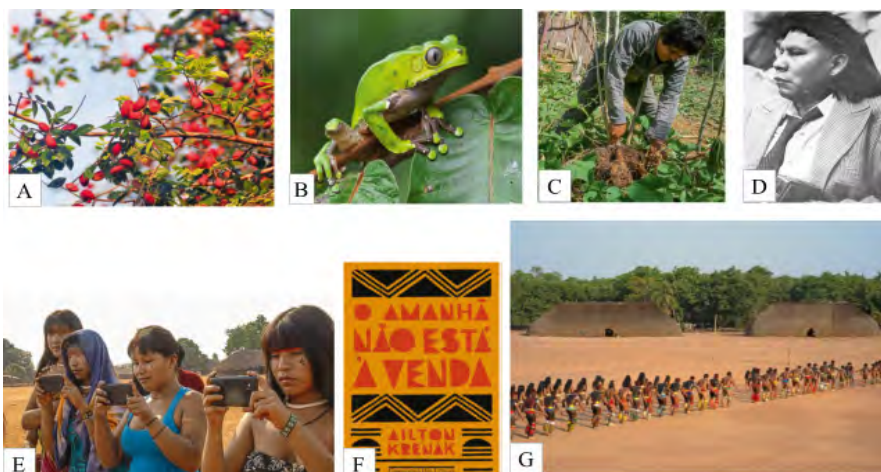 A
B
C
D
E
O AMANHÃ
NÃO ESTÁ
À VENDA
AILTON
KRENAK
F
G